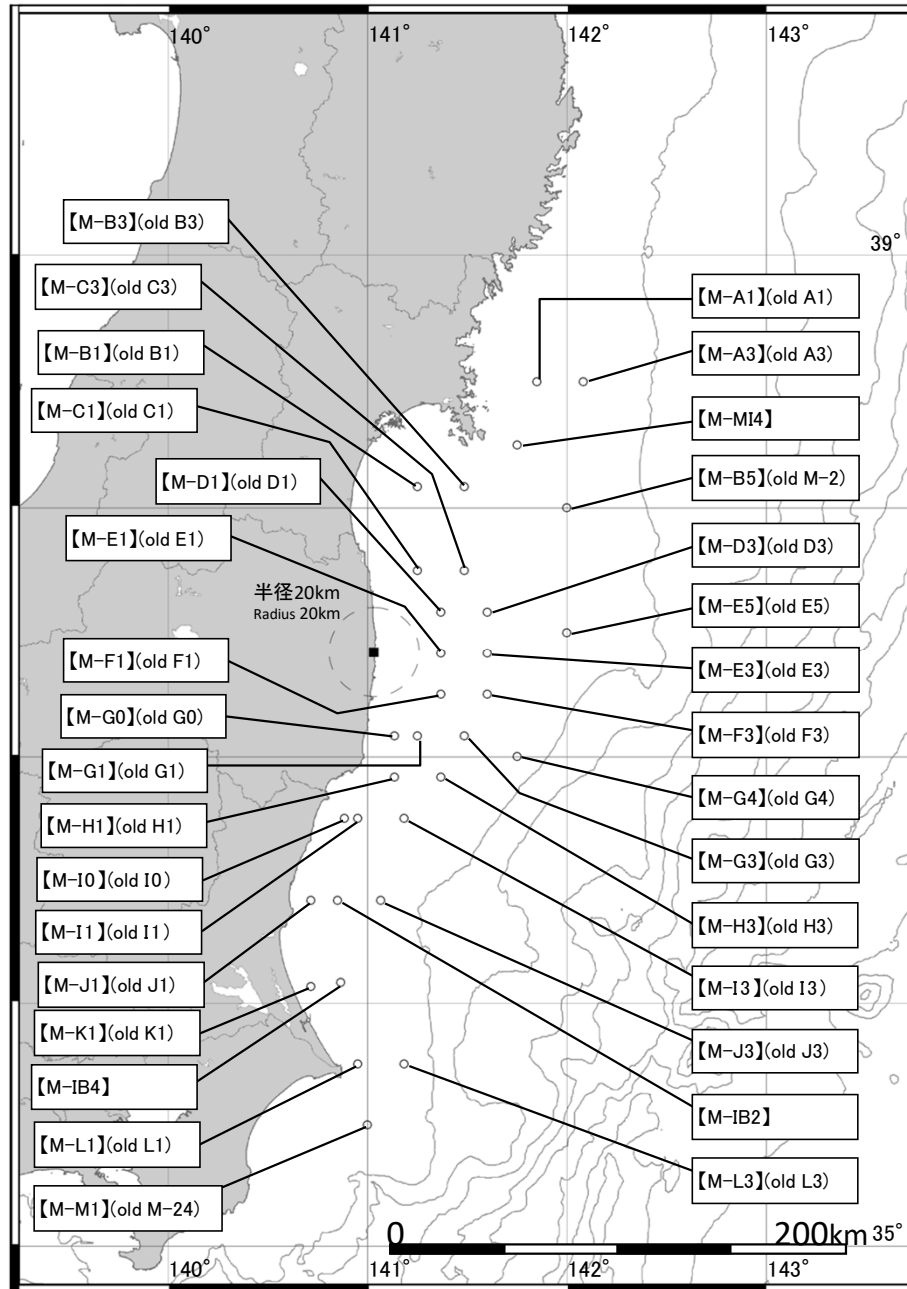 140°
141°
142°
143°
39°
【M-B3】(old B3)
【M-C3】(old C3)
【M-B1】(old B1)
【M-C1】(old C1)
【M-D1】(old D1)
【M-E1】(old E1)
半径20km
Radius 20km
【M-F1】(old F1)
【M-G0】(old G0)
【M-G1】(old G1)
【M-H1】(old H1)
【M-I0】(old I0)
【M-I1】(old I1)
【M-J1】(old J1)
【M-K1】(old K1)
【M-IB4】
【M-L1】(old L1)
【M-M1】(old M-24)
【M-A1】(old A1)
【M-A3】(old A3)
【M-MI4】
【M-B5】(old M-2)
【M-D3】(old D3)
【M-E5】(old E5)
【M-E3】(old E3)
【M-F3】(old F3)
【M-G4】(old G4)
【M-G3】(old G3)
【M-H3】(old H3)
【M-I3】(old I3)
【M-J3】(old J3)
【M-IB2】
【M-L3】(old L3)
0
200km
35°
140°
141°
142°
143°